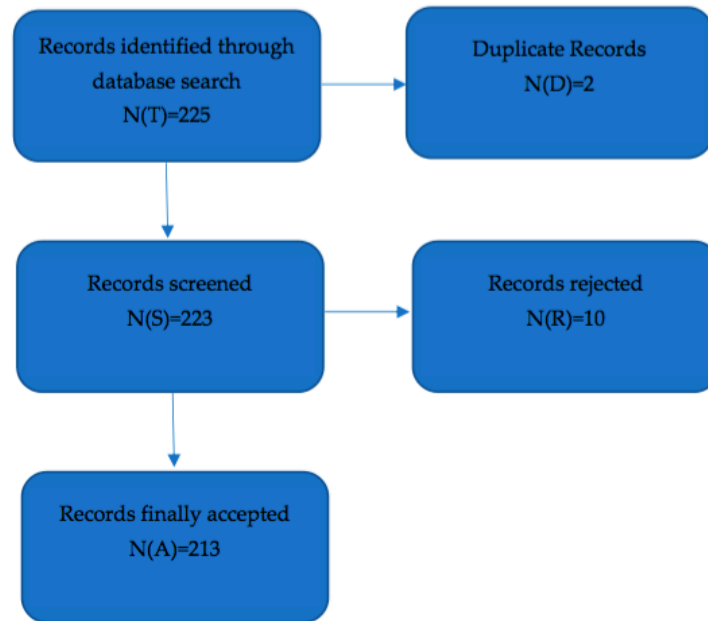 Records identified through
database search
N(T)=225
Duplicate Records
N(D)=2
Records screened
N(S)=223
Records rejected
N(R)=10
Records finally accepted
N(A)=213